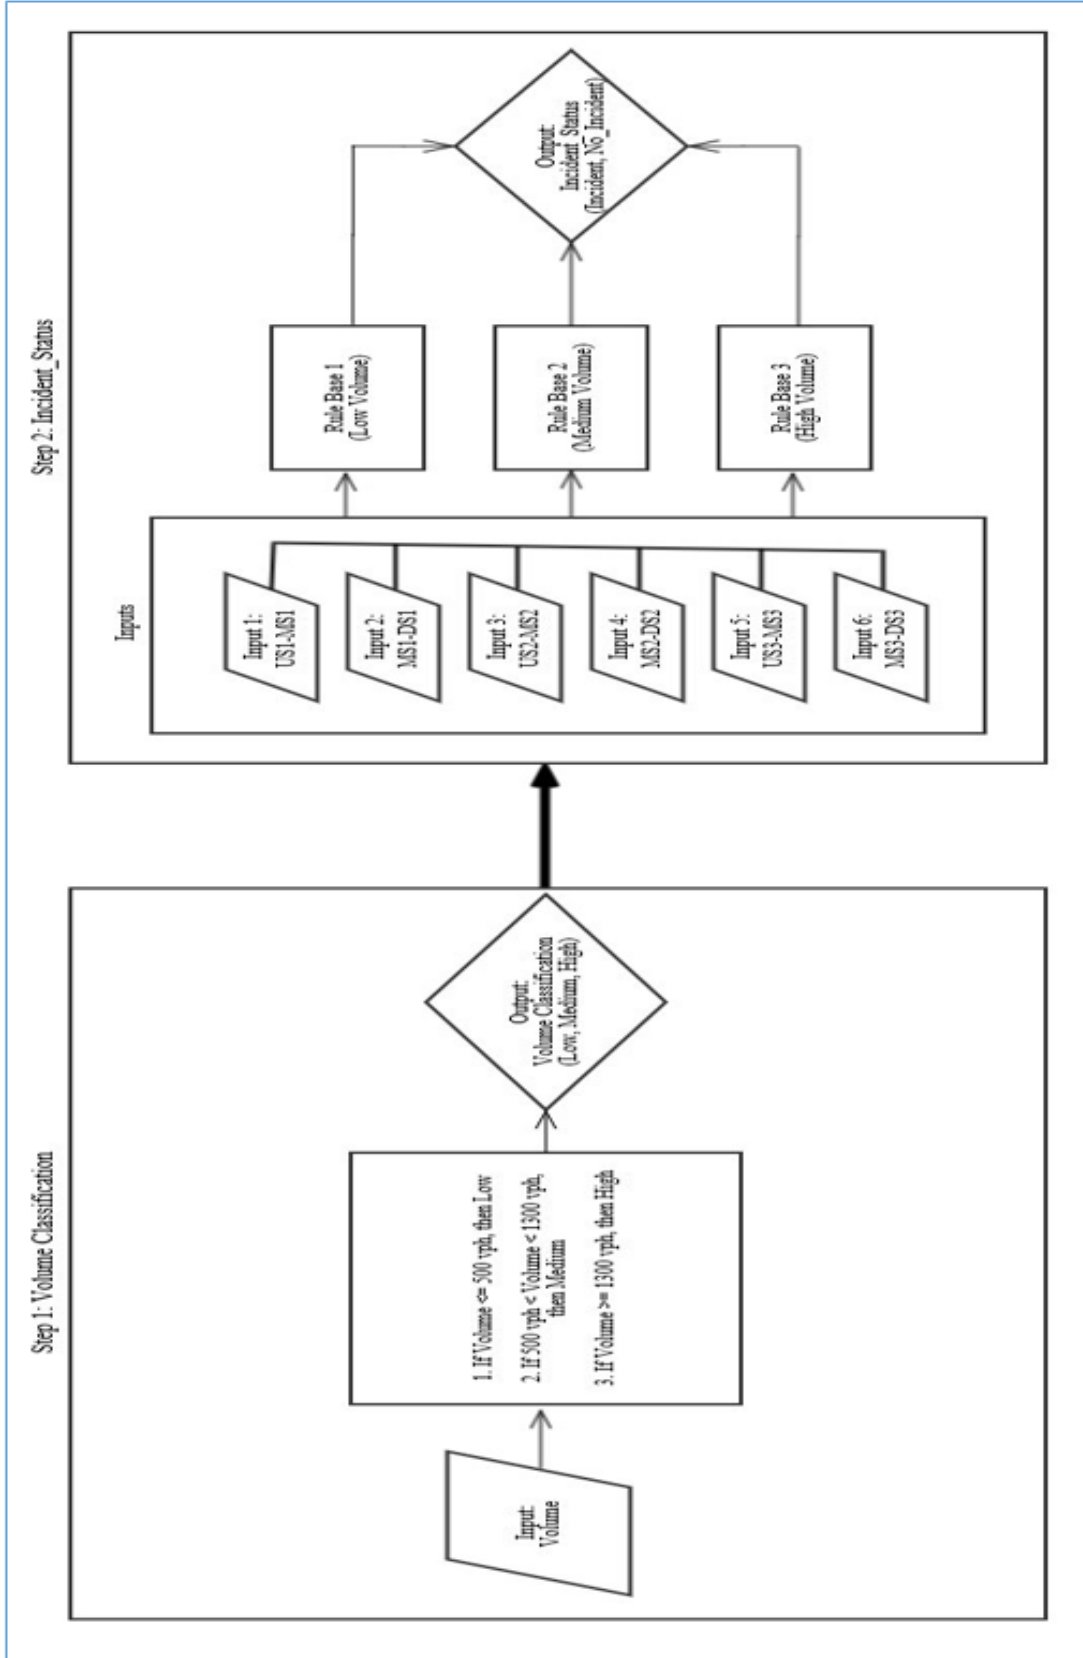 Step 1: Volume Classification
Input:
Volume
1. If Volume <= 500 vph, then Low
2. If 500 vph < Volume < 1300 vph,
then Medium
3. If Volume >= 1300 vph, then High
Output:
Volume Classification
(Low, Medium, High)
Step 2: Incident_Status
Inputs
Input 1:
US1-MS1
Input 2:
MS1-DS1
Input 3:
US2-MS2
Input 4:
MS2-DS2
Input 5:
US3-MS3
Input 6:
MS3-DS3
Rule Base 1
(Low Volume)
Rule Base 2
(Medium Volume)
Rule Base 3
(High Volume)
Output:
Incident_Status
(Incident, No_Incident)